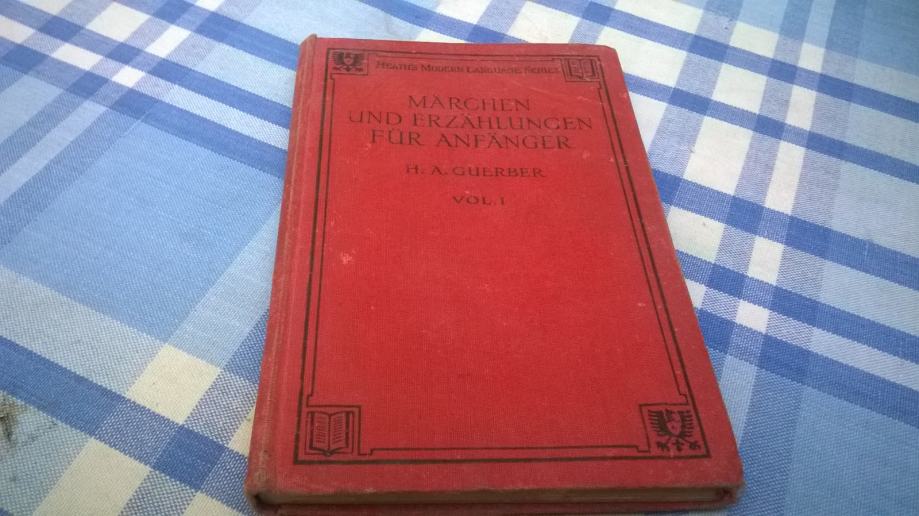 HEATH'S MODERN LANGUAGE SERIES
MÄRCHEN
UND ERZÄHLUNGEN
FÜR ANFÄNGER
H. A. GUERBER
VOL. I